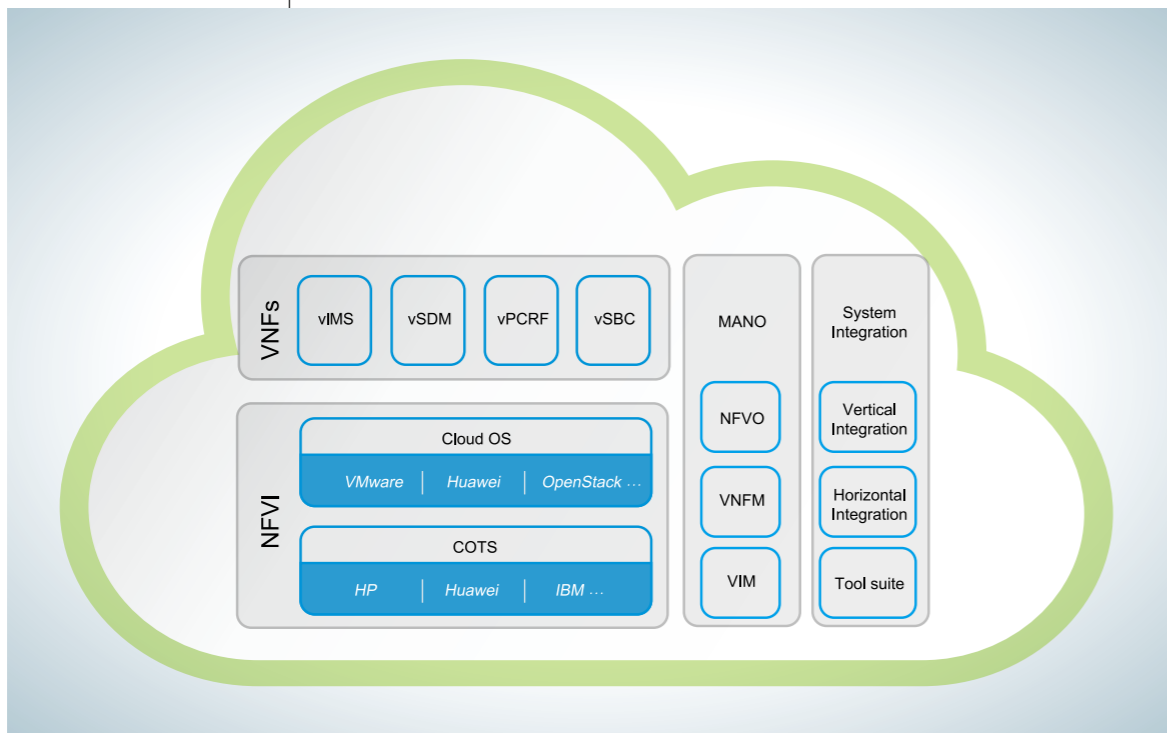 VNFs
vIMS
vSDM
vPCRF
vSBC
NFVI
Cloud OS
VMware
Huawei
OpenStack ...
COTS
HP
Huawei
IBM ...
MANO
NFVO
VNFM
VIM
System
Integration
Vertical
Integration
Horizontal
Integration
Tool suite